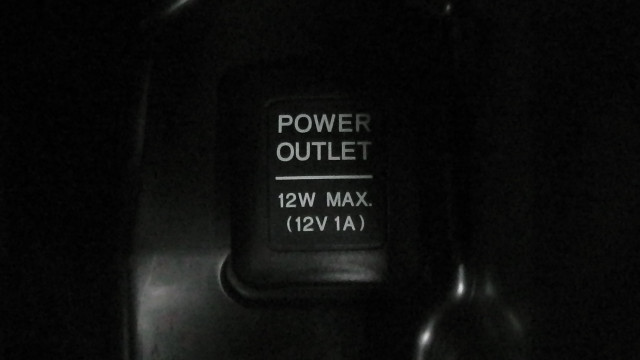 POWER
OUTLET
12W MAX.
(12V 1A)